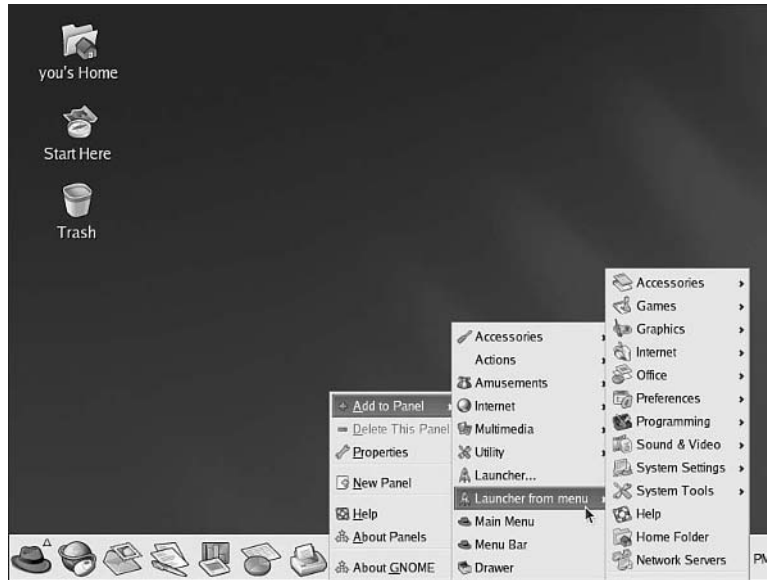 you's Home
Start Here
Trash
Add to Panel
Delete This Panel
Properties
New Panel
Help
About Panels
About GNOME
Accessories
Actions
Amusements
Internet
Multimedia
Utility
Launcher...
Launcher from menu
Main Menu
Menu Bar
Drawer
Accessories
Games
Graphics
Internet
Office
Preferences
Programming
Sound & Video
System Settings
System Tools
Help
Home Folder
Network Servers
PM